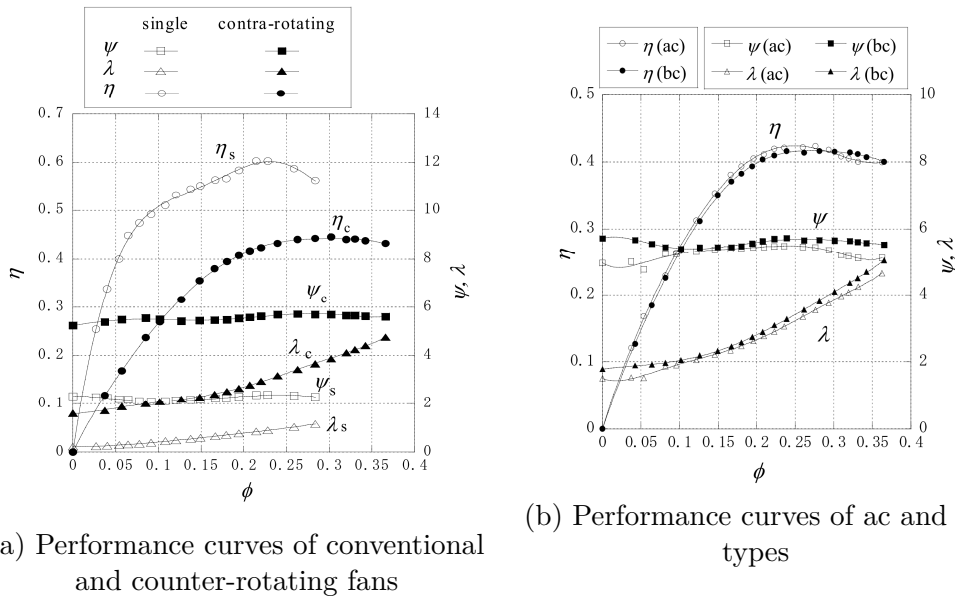 single contra-rotating
ψ
λ
η
0.7
0.6
0.5
0.4
0.3
0.2
0.1
0
η
14
12
10
8
6
4
2
0
ψ, λ
ηs
ηc
ψc
λc
ψs
λs
0 0.05 0.1 0.15 0.2 0.25 0.3 0.35 0.4
ϕ
a) Performance curves of conventional
and counter-rotating fans
η (ac) ψ (ac) ψ (bc)
η (bc) λ (ac) λ (bc)
0.5
0.4
0.3
0.2
0.1
0
η
10
8
6
4
2
0
ψ, λ
η
ψ
λ
0 0.05 0.1 0.15 0.2 0.25 0.3 0.35 0.4
ϕ
(b) Performance curves of ac and
types